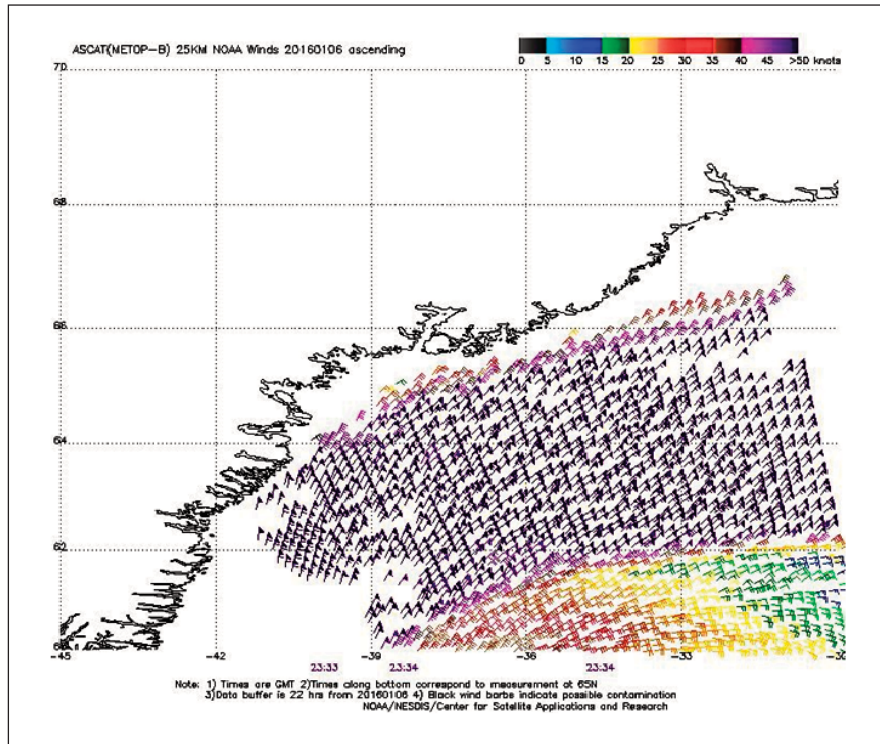 ASCAT(METOP-B) 25KM NOAA Winds 20160106 ascending
0 5 10 15 20 25 30 35 40 45 >50 knots
70
68
66
64
62
-45 -42 -39 -36 -33
23:33 23:34 23:34
Note: 1) Times are GMT 2)Times along bottom correspond to measurement at 65N
3)Data buffer is 22 hrs from 20160106 4) Black wind barbs indicate possible contamination
NOAA/NESDIS/Center for Satellite Applications and Research